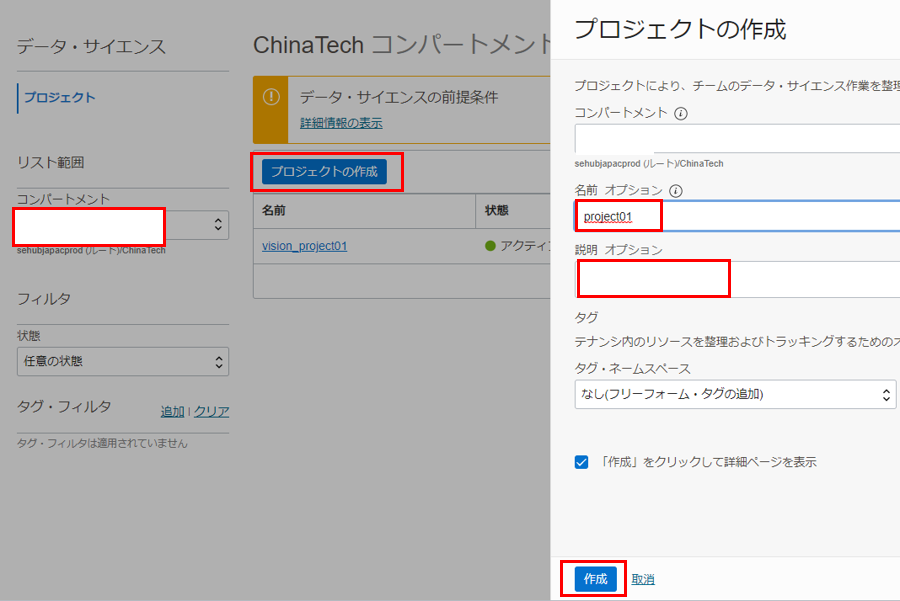 データ・サイエンス
プロジェクト
リスト範囲
コンパートメント
sehubjapacprod (ルート)/ChinaTech
フィルタ
状態
任意の状態
タグ・フィルタ
追加 | クリア
タグ・フィルタは適用されていません
ChinaTech コンパートメント
データ・サイエンスの前提条件
詳細情報の表示
プロジェクトの作成
名前 状態
vision_project01 アクティ
プロジェクトの作成
プロジェクトにより、チームのデータ・サイエンス作業を整理
コンパートメント
sehubjapacprod (ルート)/ChinaTech
名前 オプション
project01
説明 オプション
タグ
テナンシ内のリソースを整理およびトラッキングするための
タグ・ネームスペース
なし(フリーフォーム・タグの追加)
「作成」をクリックして詳細ページを表示
作成 取消